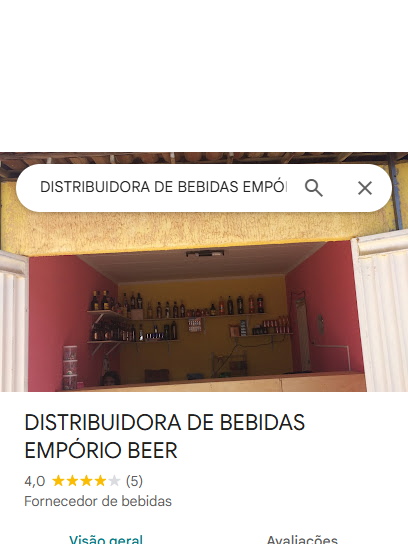 DISTRIBUIDORA DE BEBIDAS EMPÓ
DISTRIBUIDORA DE BEBIDAS
EMPÓRIO BEER
4,0 (5)
Fornecedor de bebidas
Visão geral Avaliações